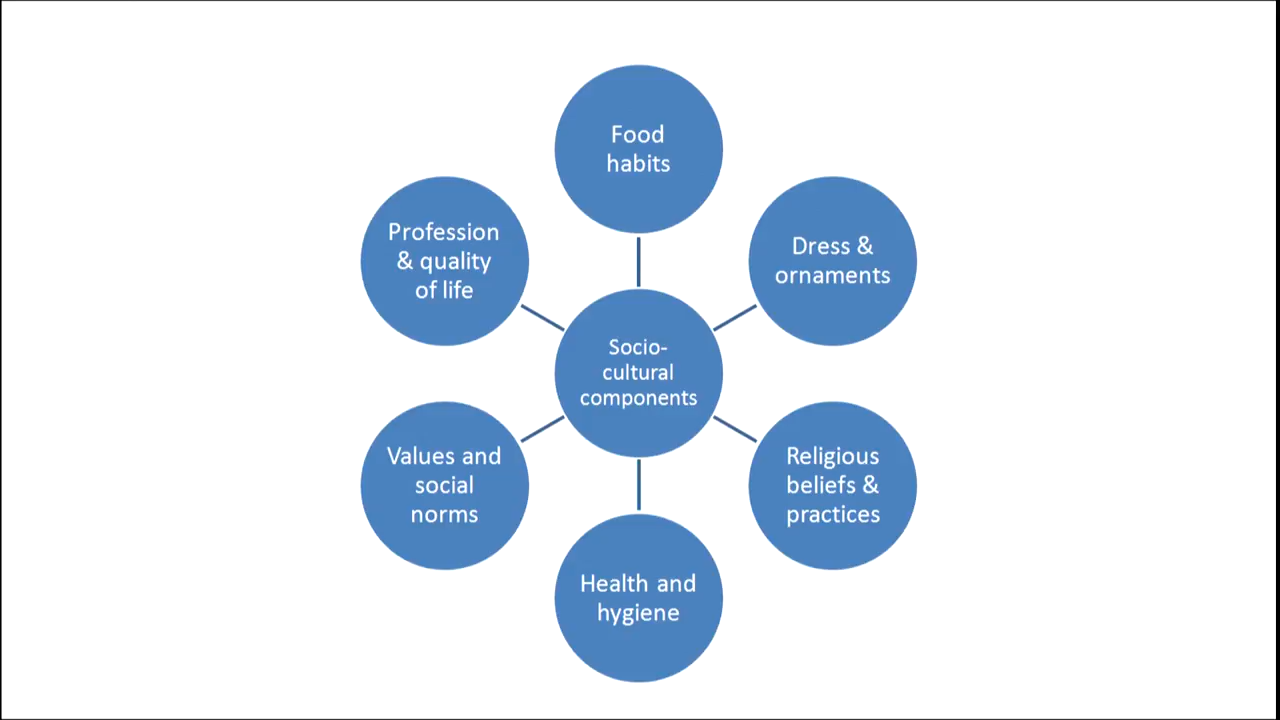 Food
habits
Dress &
ornaments
Religious
beliefs &
practices
Health and
hygiene
Values and
social
norms
Profession
& quality
of life
Socio-
cultural
components